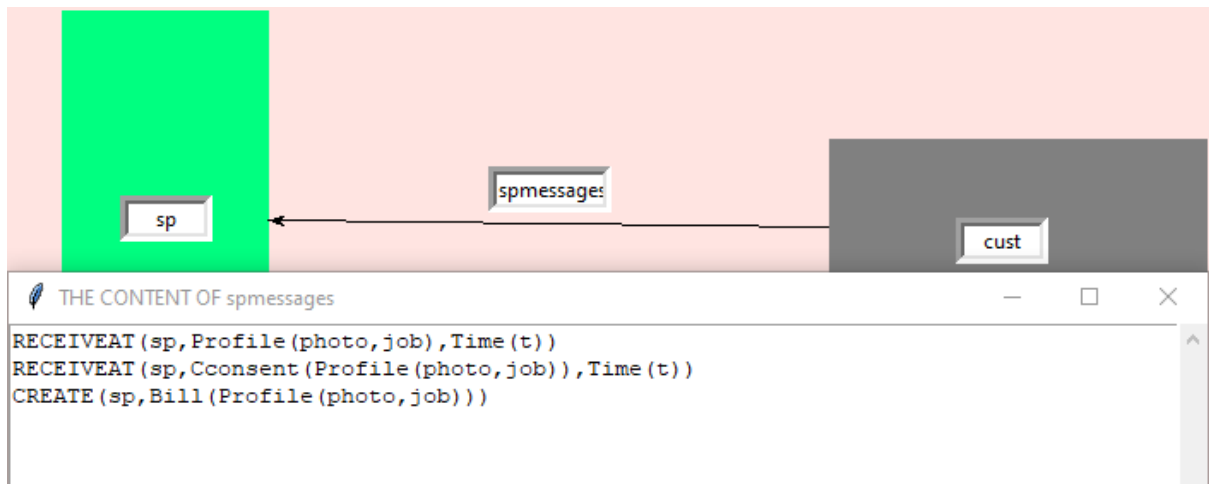 spmessages
sp
cust
THE CONTENT OF spmessages
RECEIVEAT(sp,Profile(photo,job),Time(t))
RECEIVEAT(sp,Cconsent(Profile(photo,job)),Time(t))
CREATE(sp,Bill(Profile(photo,job)))